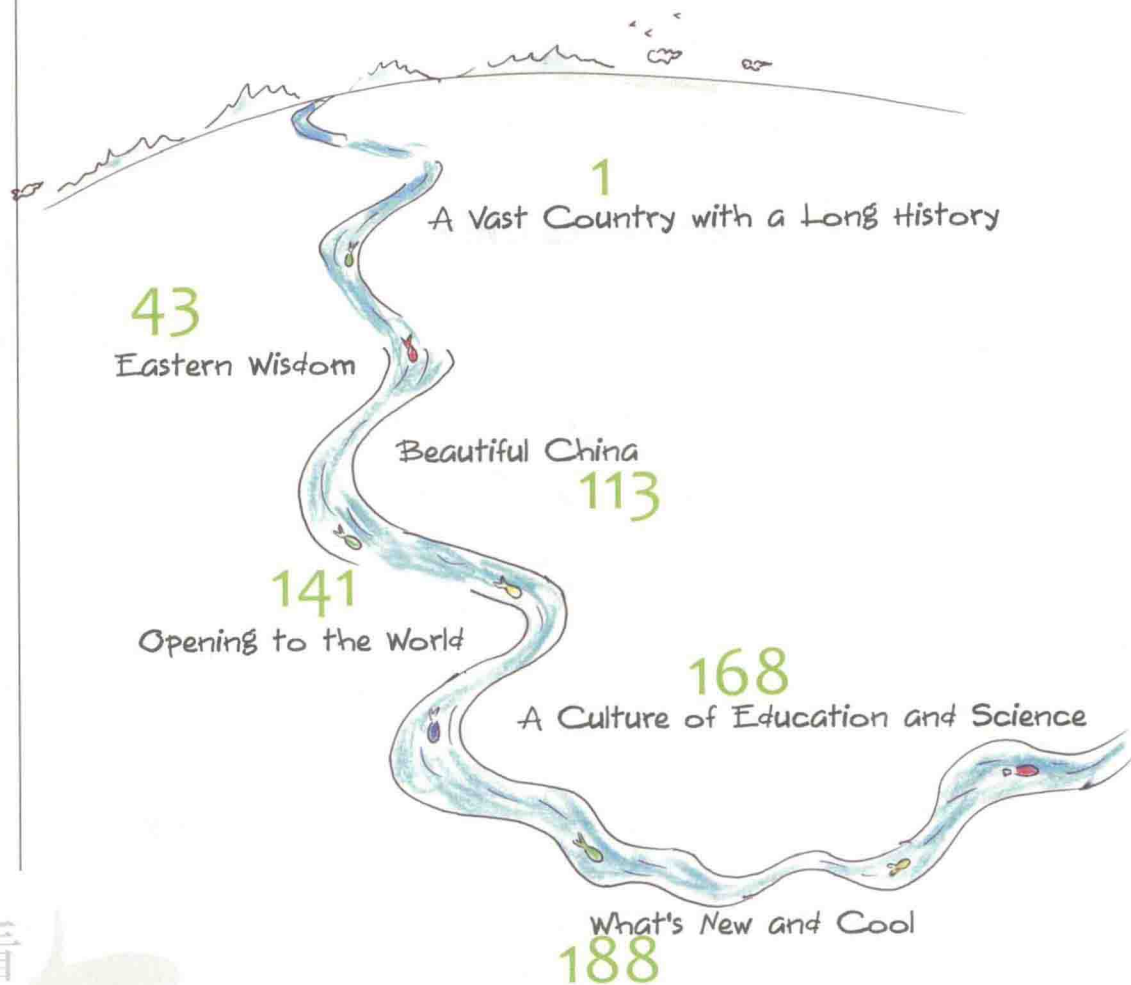 1
A Vast Country with a Long History
43
Eastern Wisdom
Beautiful China
113
141
Opening to the World
168
A Culture of Education and Science
What's New and Cool
188